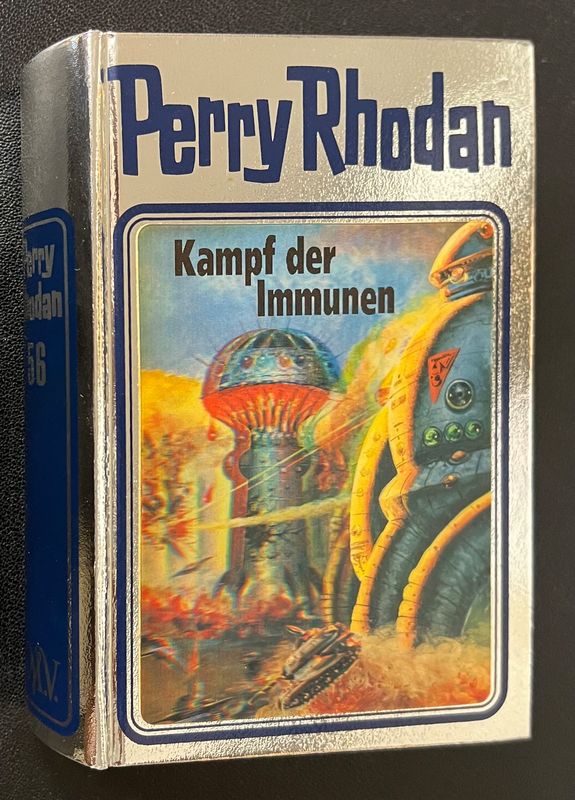 Perry Rhodan
Kampf der
Immunen
Perry
Rhodan
56